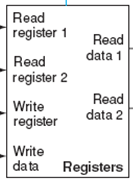 Read
register 1
Read
data 1
Read
register 2
Write
register
Read
data 2
Write
data
Registers